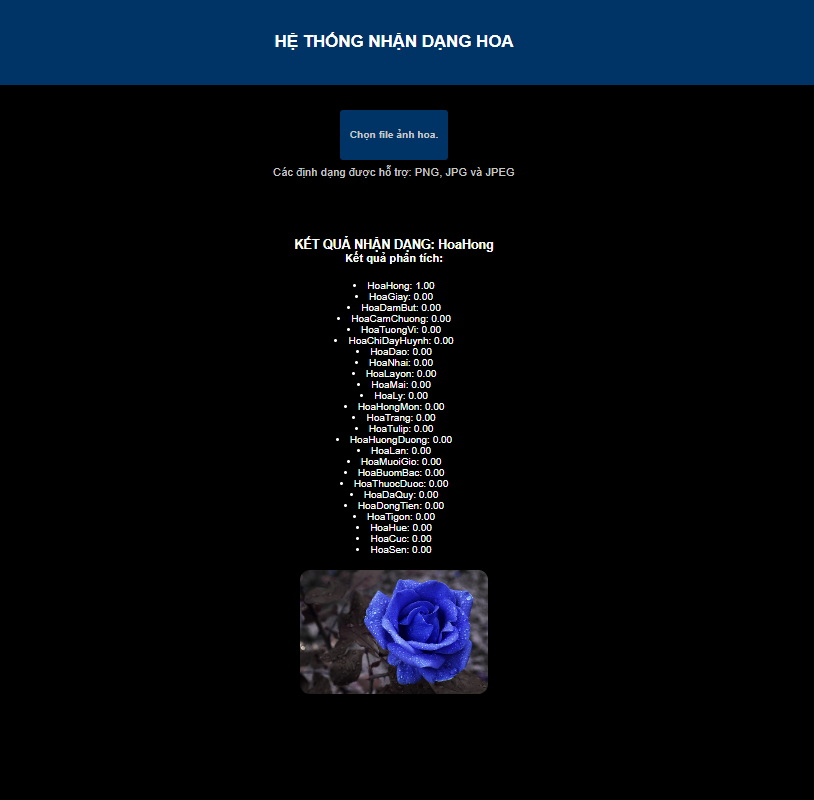 HỆ THỐNG NHẬN DẠNG HOA
Chọn file ảnh hoa.
Các định dạng được hỗ trợ: PNG, JPG và JPEG
KẾT QUẢ NHẬN DẠNG: HoaHong
Kết quả phân tích:
• HoaHong: 1.00
• HoaGiay: 0.00
• HoaDamBut: 0.00
• HoaCamChuong: 0.00
• HoaTuongVi: 0.00
• HoaChiDayHuynh: 0.00
• HoaDao: 0.00
• HoaNhai: 0.00
• HoaLayon: 0.00
• HoaMai: 0.00
• HoaLy: 0.00
• HoaHongMon: 0.00
• HoaTrang: 0.00
• HoaTulip: 0.00
• HoaHuongDuong: 0.00
• HoaLan: 0.00
• HoaMuoiGio: 0.00
• HoaBuomBac: 0.00
• HoaThuocDuoc: 0.00
• HoaDaQuy: 0.00
• HoaDongTien: 0.00
• HoaTigon: 0.00
• HoaHue: 0.00
• HoaCuc: 0.00
• HoaSen: 0.00